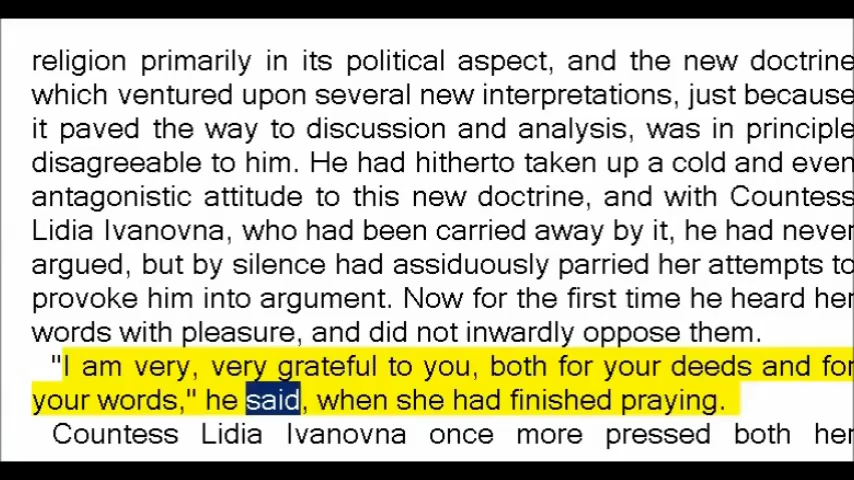 religion primarily in its political aspect, and the new doctrine
which ventured upon several new interpretations, just because
it paved the way to discussion and analysis, was in principle
disagreeable to him. He had hitherto taken up a cold and even
antagonistic attitude to this new doctrine, and with Countess
Lidia Ivanovna, who had been carried away by it, he had never
argued, but by silence had assiduously parried her attempts to
provoke him into argument. Now for the first time he heard her
words with pleasure, and did not inwardly oppose them.
"I am very, very grateful to you, both for your deeds and for
your words," he said, when she had finished praying.
Countess Lidia Ivanovna once more pressed both her